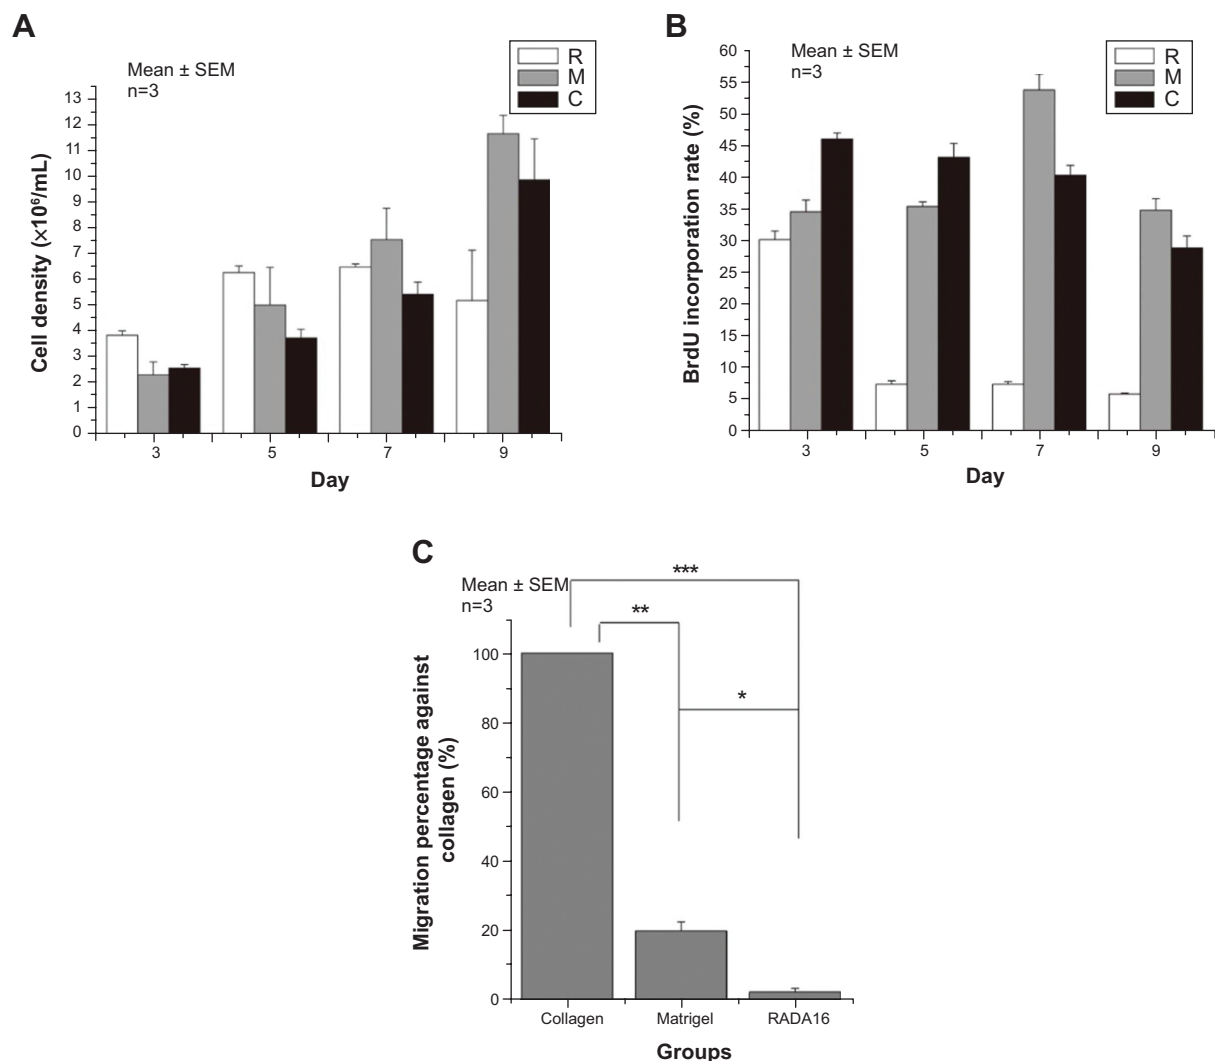 A
Mean ± SEM
n=3
R
M
C
13
12
11
10
9
8
7
6
5
4
3
2
1
0
Cell density (×10⁶/mL)
3 5 7 9
Day
B
Mean ± SEM
n=3
R
M
C
60
55
50
45
40
35
30
25
20
15
10
5
0
BrdU incorporation rate (%)
3 5 7 9
Day
C
Mean ± SEM
n=3
***
**
*
100
80
60
40
20
0
Migration percentage against
collagen (%)
Collagen Matrigel RADA16
Groups